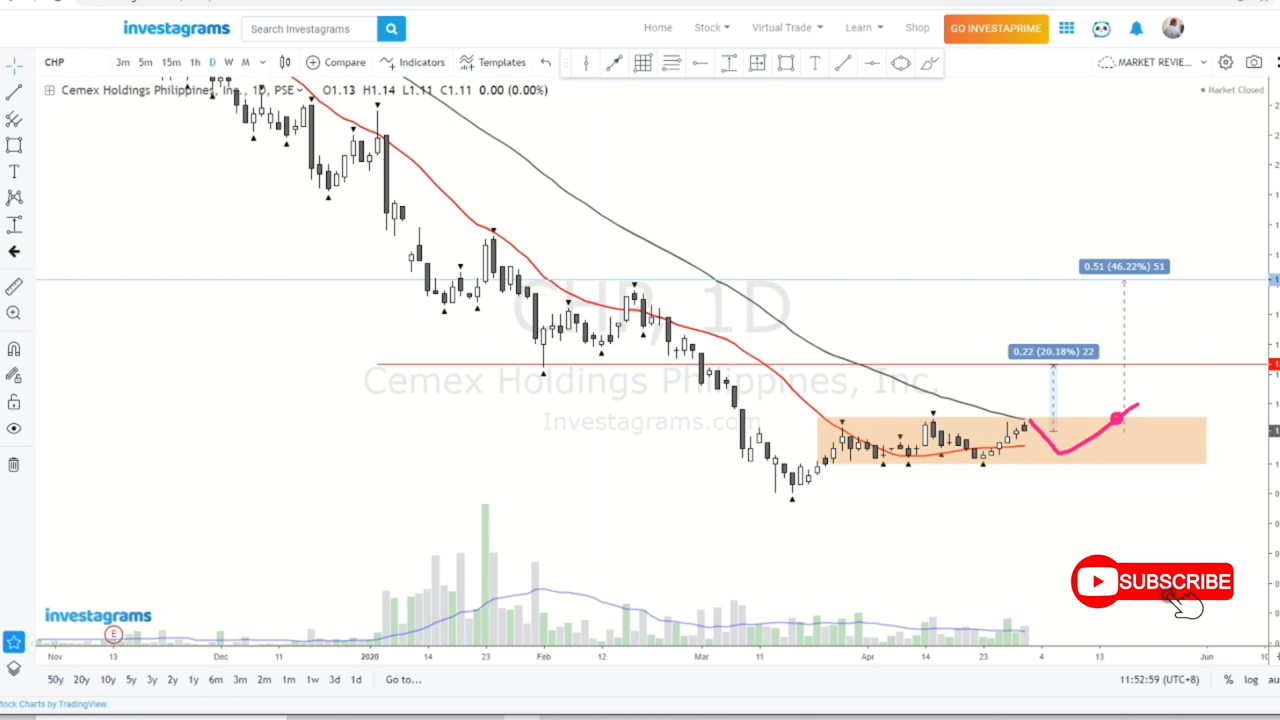 investagrams
Search Investagrams
Home Stock Virtual Trade Learn Shop GO INVESTAPRIME
CHP 3m 5m 15m 1h D W M Compare Indicators Templates MARKET REVIE...
Cemex Holdings Philippines, Inc., 1D, PSE O1.13 H1.14 L1.11 C1.11 0.00 (0.00%)
Market Closed
0.51 (46.22%) 51
CHP, 1D
0.22 (20.18%) 22
Cemex Holdings Philippines, Inc.
Investagrams.com
SUBSCRIBE
investagrams
E
Nov 13 Dec 11 2020 14 23 Feb 12 Mar 11 Apr 14 23 4 13 Jun
50y 20y 10y 5y 3y 2y 1y 6m 3m 2m 1m 1w 3d 1d Go to... 11:52:59 (UTC+8) % log
tock Charts by TradingView